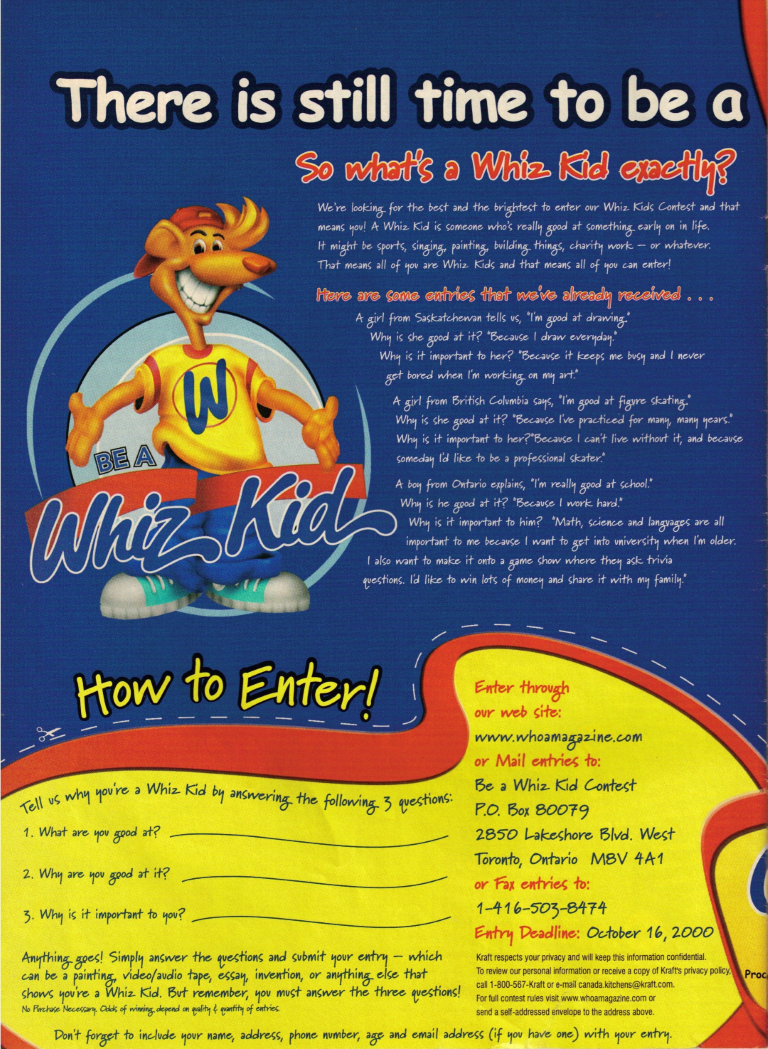 There is still time to be a
So what's a Whiz Kid exactly?
We're looking for the best and the brightest to enter our Whiz Kids Contest and that
means you! A Whiz Kid is someone who's really good at something early on in life.
It might be sports, singing, painting, building things, charity work — or whatever.
That means all of you are Whiz Kids and that means all of you can enter!
Here are some entries that we've already received . . .
A girl from Saskatchewan tells us, "I'm good at drawing."
Why is she good at it? "Because I draw everyday."
Why is it important to her? "Because it keeps me busy and I never
get bored when I'm working on my art."
A girl from British Columbia says, "I'm good at figure skating."
Why is she good at it? "Because I've practiced for many, many years."
Why is it important to her?"Because I can't live without it, and because
someday I'd like to be a professional skater."
A boy from Ontario explains, "I'm really good at school."
Why is he good at it? "Because I work hard."
Why is it important to him? "Math, science and languages are all
important to me because I want to get into university when I'm older.
I also want to make it onto a game show where they ask trivia
questions. I'd like to win lots of money and share it with my family."
W
BE A
Whiz Kid
How to Enter!
Tell us why you're a Whiz Kid by answering the following 3 questions:
1. What are you good at?
2. Why are you good at it?
3. Why is it important to you?
Anything goes! Simply answer the questions and submit your entry — which
can be a painting, video/audio tape, essay, invention, or anything else that
shows you're a Whiz Kid. But remember, you must answer the three questions!
No Purchase Necessary. Odds of winning depend on quality & quantity of entries.
Enter through
our web site:
www.whoamagazine.com
or Mail entries to:
Be a Whiz Kid Contest
P.O. Box 80079
2850 Lakeshore Blvd. West
Toronto, Ontario M8V 4A1
or Fax entries to:
1-416-503-8474
Entry Deadline: October 16, 2000
Kraft respects your privacy and will keep this information confidential.
To review our personal information or receive a copy of Kraft's privacy policy,
call 1-800-567-Kraft or e-mail canada.kitchens@kraft.com.
For full contest rules visit www.whoamagazine.com or
send a self-addressed envelope to the address above.
Proc
Don't forget to include your name, address, phone number, age and email address (if you have one) with your entry.